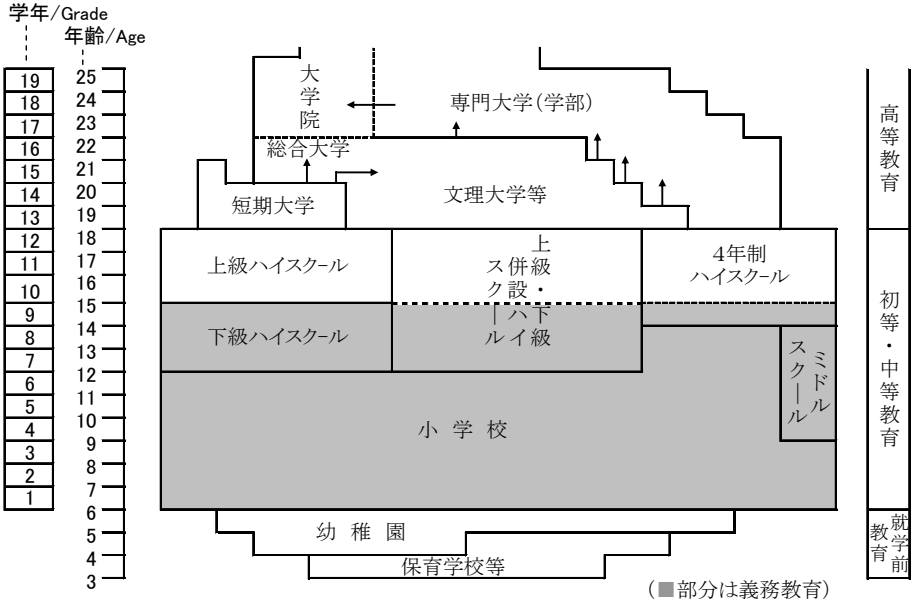 学年/Grade
年齢/Age
19
18
17
16
15
14
13
12
11
10
9
8
7
6
5
4
3
2
1
25
24
23
22
21
20
19
18
17
16
15
14
13
12
11
10
9
8
7
6
5
4
3
大学院
専門大学(学部)
総合大学
短期大学
文理大学等
上級ハイスクール
上級・下級
併設ハイ
スクール
4年制
ハイスクール
下級ハイスクール
ミドル
スクール
小学校
幼稚園
保育学校等
高等教育
初等・中等教育
就学前
教育
(■部分は義務教育)